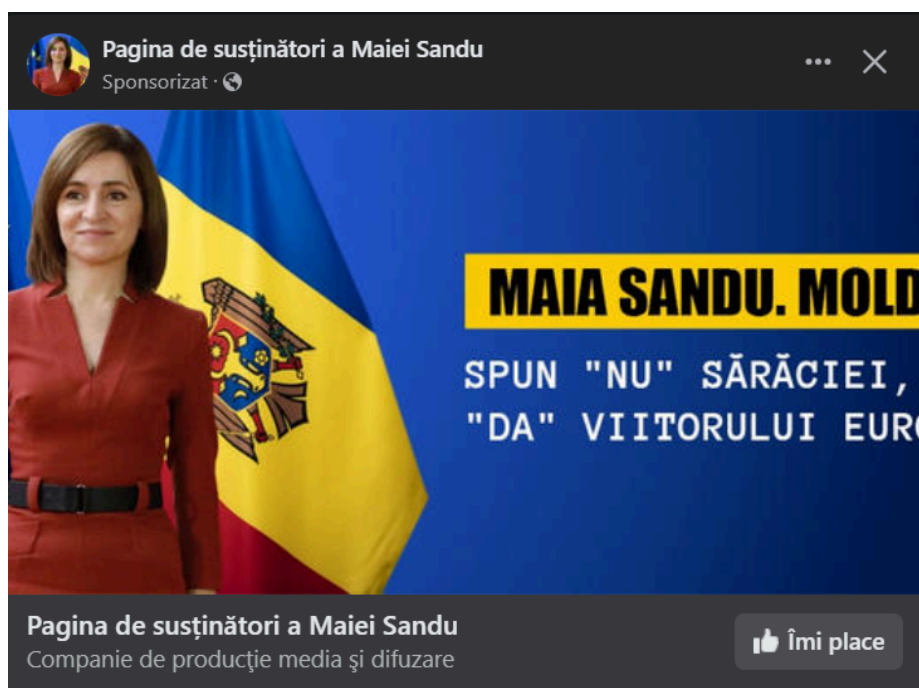 Pagina de susținători a Maiei Sandu
Sponsorizat ·
MAIA SANDU. MOLD
SPUN "NU" SĂRĂCIEI,
"DA" VIITORULUI EURO
Pagina de susținători a Maiei Sandu
Companie de producţie media şi difuzare
Îmi place